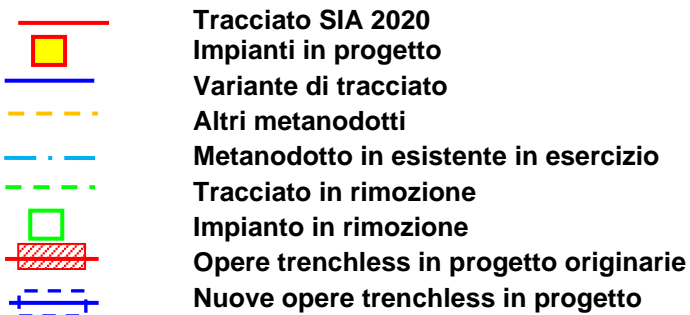 Tracciato SIA 2020
Impianti in progetto
Variante di tracciato
Altri metanodotti
Metanodotto in esistente in esercizio
Tracciato in rimozione
Impianto in rimozione
Opere trenchless in progetto originarie
Nuove opere trenchless in progetto